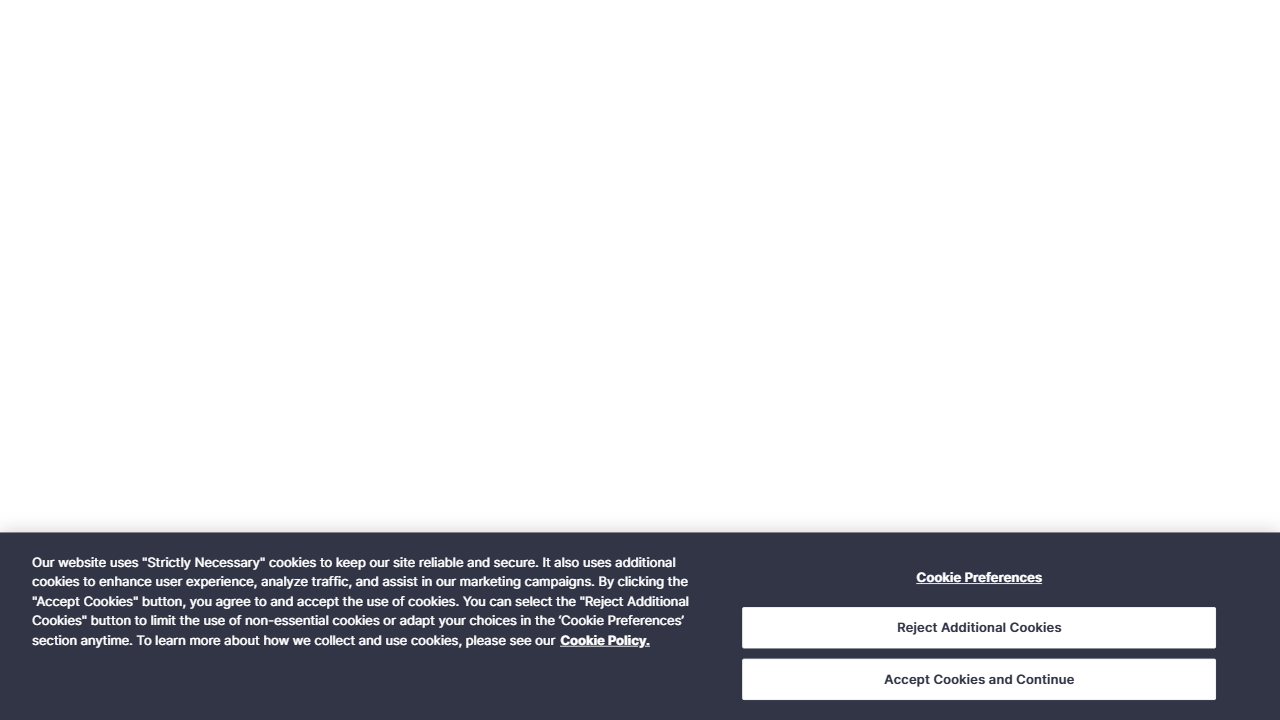 Our website uses "Strictly Necessary" cookies to keep our site reliable and secure. It also uses additional
cookies to enhance user experience, analyze traffic, and assist in our marketing campaigns. By clicking the
"Accept Cookies" button, you agree to and accept the use of cookies. You can select the "Reject Additional
Cookies" button to limit the use of non-essential cookies or adapt your choices in the ‘Cookie Preferences’
section anytime. To learn more about how we collect and use cookies, please see our Cookie Policy.
Cookie Preferences
Reject Additional Cookies
Accept Cookies and Continue